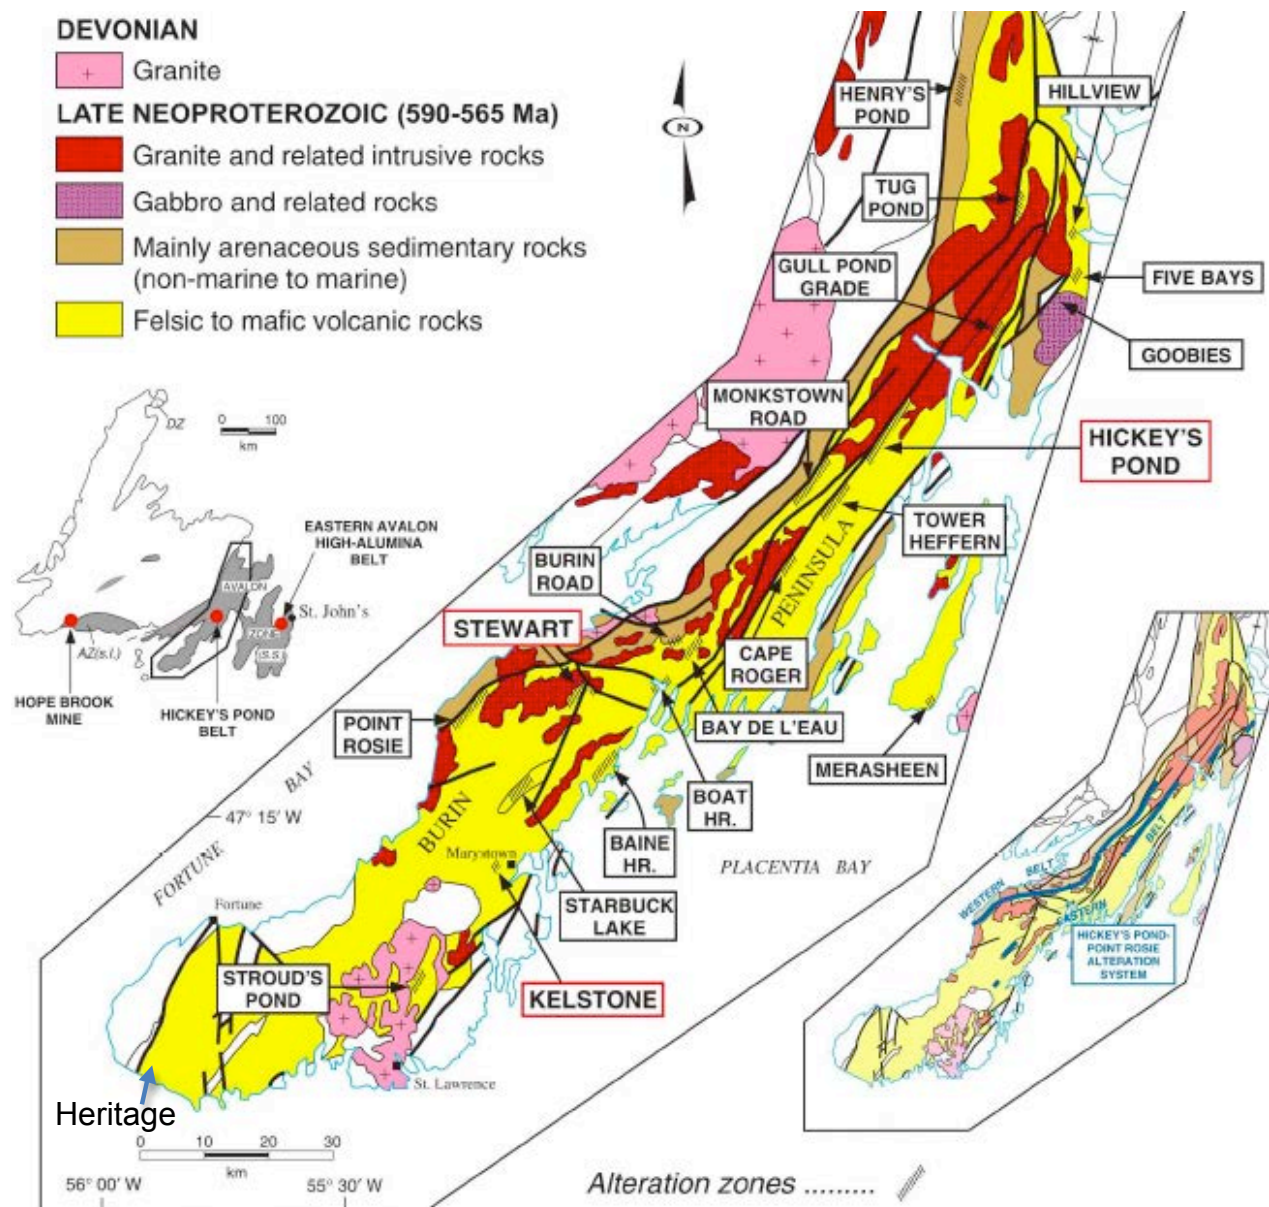 DEVONIAN
Granite
LATE NEOPROTEROZOIC (590-565 Ma)
Granite and related intrusive rocks
Gabbro and related rocks
Mainly arenaceous sedimentary rocks
(non-marine to marine)
Felsic to mafic volcanic rocks
N
HENRY'S
POND
HILLVIEW
TUG
POND
GULL POND
GRADE
FIVE BAYS
GOOBIES
MONKSTOWN
ROAD
HICKEY'S
POND
TOWER
HEFFERN
BURIN
ROAD
PENINSULA
STEWART
CAPE
ROGER
POINT
ROSIE
BAY DE L'EAU
MERASHEEN
BOAT
HR.
BAINE
HR.
BURIN
Marystown
STARBUCK
LAKE
KELSTONE
STROUD'S
POND
Fortune
St. Lawrence
FORTUNE BAY
PLACENTIA BAY
47° 15' W
Heritage
0 10 20 30
km
56° 00' W
55° 30' W
Alteration zones .........
DZ
0 100
km
EASTERN AVALON
HIGH-ALUMINA
BELT
AVALON
ZONE
(S.S.)
St. John's
AZ(s.l.)
HOPE BROOK
MINE
HICKEY'S POND
BELT
WESTERN BELT
EASTERN BELT
HICKEY'S POND-
POINT ROSIE
ALTERATION
SYSTEM